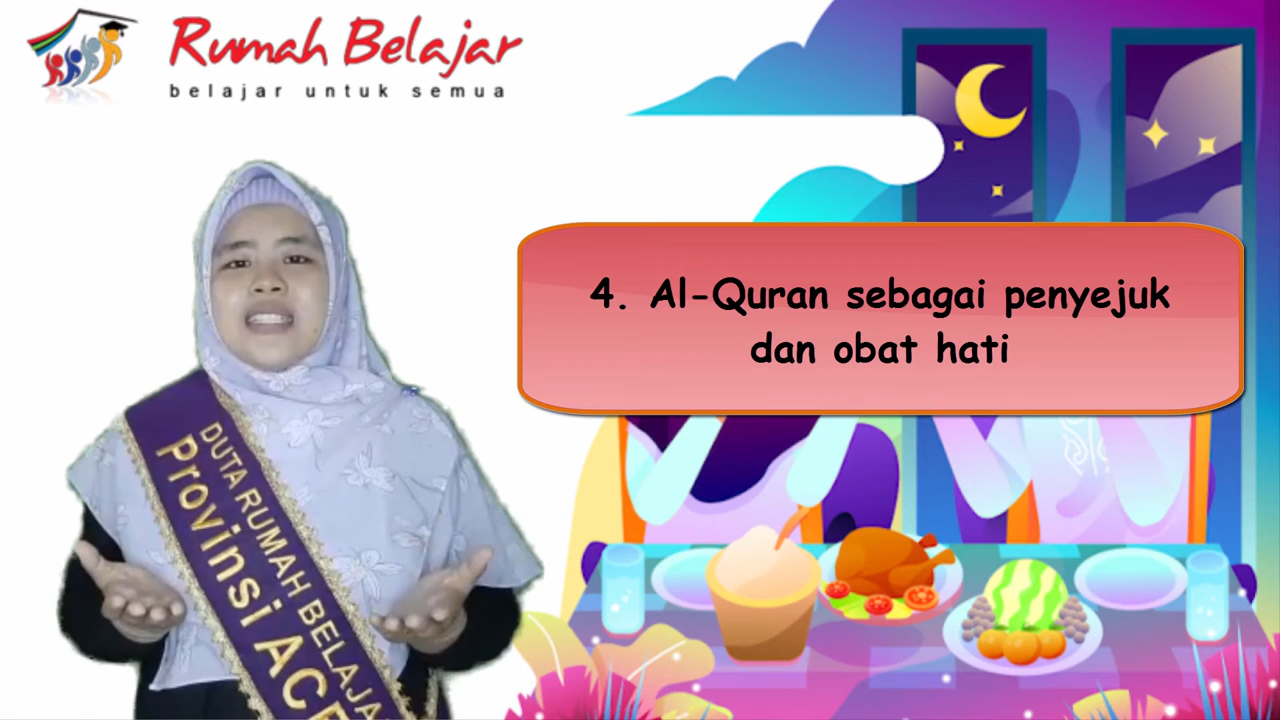 Rumah Belajar
belajar untuk semua
4. Al-Quran sebagai penyejuk
dan obat hati
DUTA RUMAH BELAJA
Provinsi AC